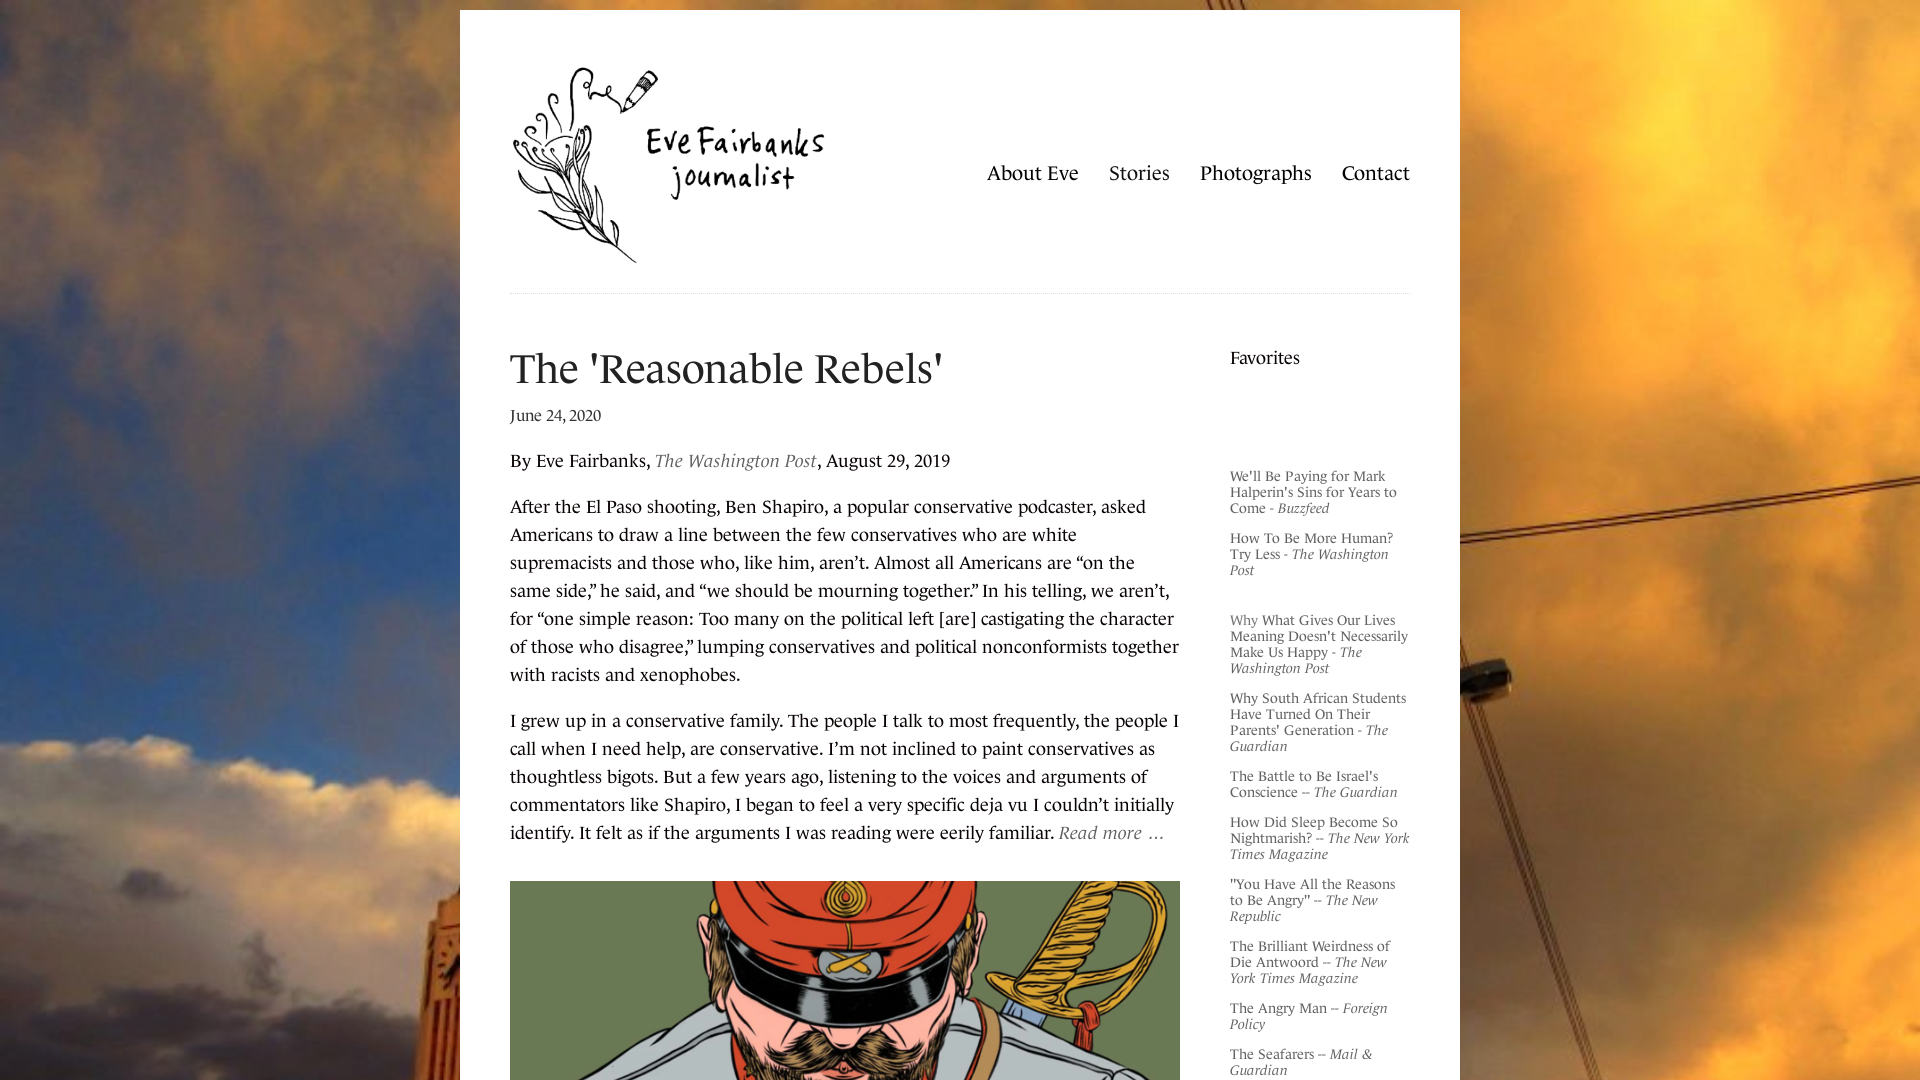 Eve Fairbanks
journalist
About Eve
Stories
Photographs
Contact
The 'Reasonable Rebels'
June 24, 2020
By Eve Fairbanks, The Washington Post, August 29, 2019
After the El Paso shooting, Ben Shapiro, a popular conservative podcaster, asked
Americans to draw a line between the few conservatives who are white
supremacists and those who, like him, aren’t. Almost all Americans are “on the
same side,” he said, and “we should be mourning together.” In his telling, we aren’t,
for “one simple reason: Too many on the political left [are] castigating the character
of those who disagree,” lumping conservatives and political nonconformists together
with racists and xenophobes.
I grew up in a conservative family. The people I talk to most frequently, the people I
call when I need help, are conservative. I’m not inclined to paint conservatives as
thoughtless bigots. But a few years ago, listening to the voices and arguments of
commentators like Shapiro, I began to feel a very specific deja vu I couldn’t initially
identify. It felt as if the arguments I was reading were eerily familiar. Read more …
Favorites
We'll Be Paying for Mark
Halperin's Sins for Years to
Come - Buzzfeed
How To Be More Human?
Try Less - The Washington
Post
Why What Gives Our Lives
Meaning Doesn't Necessarily
Make Us Happy - The
Washington Post
Why South African Students
Have Turned On Their
Parents' Generation - The
Guardian
The Battle to Be Israel's
Conscience -- The Guardian
How Did Sleep Become So
Nightmarish? -- The New York
Times Magazine
"You Have All the Reasons
to Be Angry" -- The New
Republic
The Brilliant Weirdness of
Die Antwoord -- The New
York Times Magazine
The Angry Man -- Foreign
Policy
The Seafarers -- Mail &
Guardian